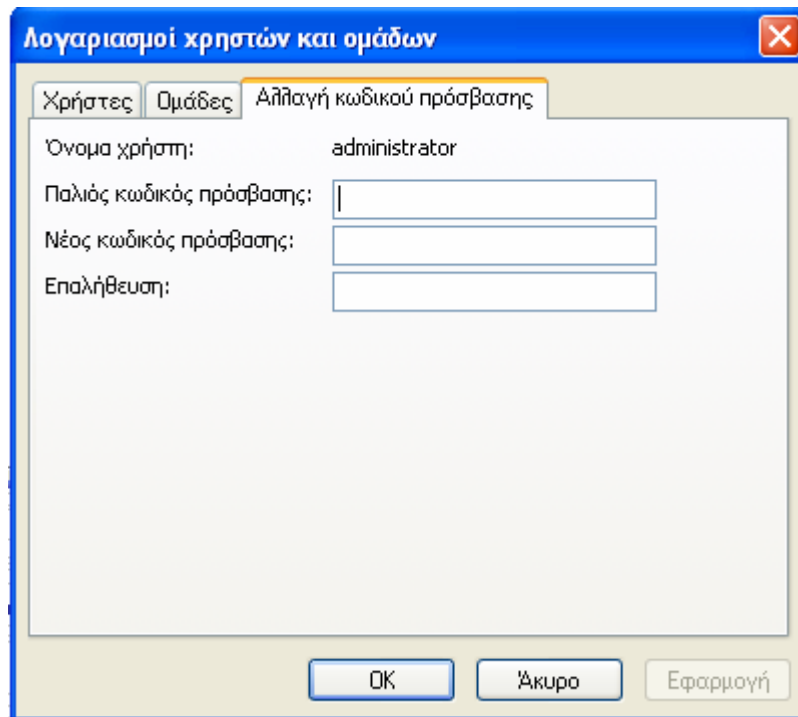 Λογαριασμοί χρηστών και ομάδων
Χρήστες Ομάδες Αλλαγή κωδικού πρόσβασης
Όνομα χρήστη: administrator
Παλιός κωδικός πρόσβασης:
Νέος κωδικός πρόσβασης:
Επαλήθευση:
OK Άκυρο Εφαρμογή